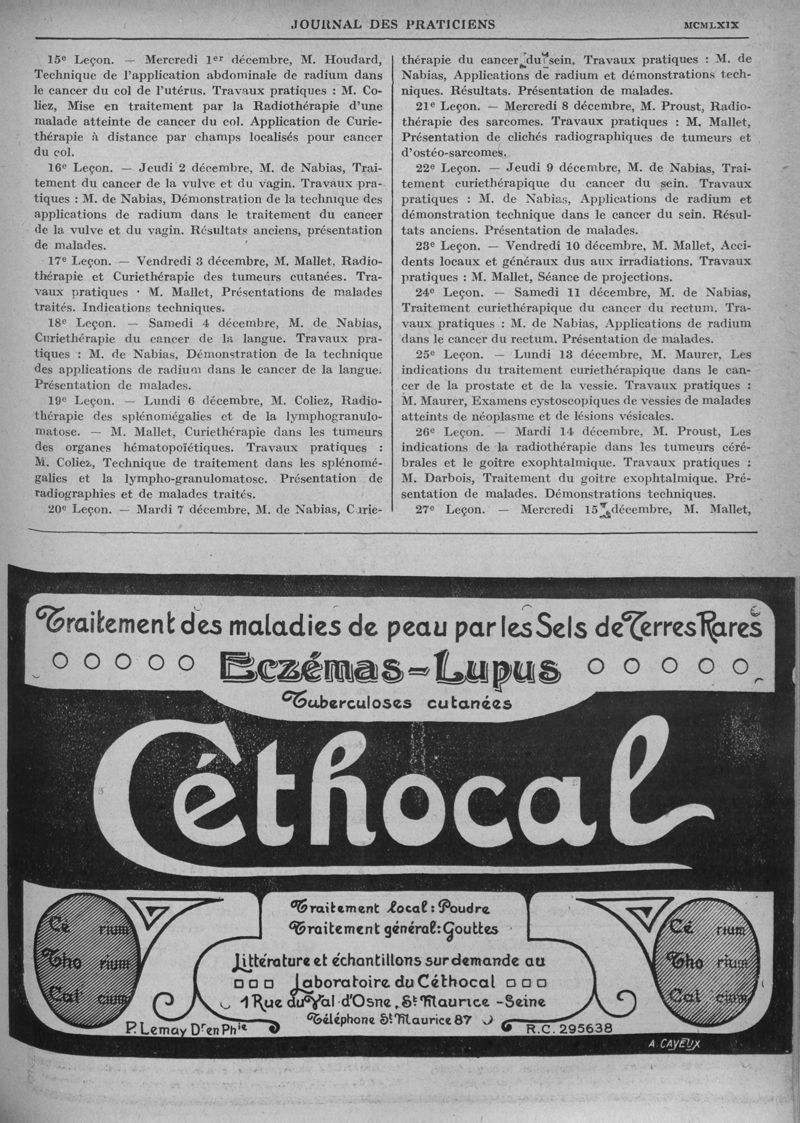 JOURNAL DES PRATICIENS
MCMLXIX
15e Leçon. — Mercredi 1er décembre, M. Houdard,
Technique de l'application abdominale de radium dans
le cancer du col de l'utérus. Travaux pratiques : M. Co-
liez, Mise en traitement par la Radiothérapie d'une
malade atteinte de cancer du col. Application de Curie-
thérapie à distance par champs localisés pour cancer
du col.
16e Leçon. — Jeudi 2 décembre, M. de Nabias, Trai-
tement du cancer de la vulve et du vagin. Travaux pra-
tiques : M. de Nabias, Démonstration de la technique des
applications de radium dans le traitement du cancer
de la vulve et du vagin. Résultats anciens, présentation
de malades.
17e Leçon. — Vendredi 3 décembre, M. Mallet, Radio-
thérapie et Curiethérapie des tumeurs cutanées. Tra-
vaux pratiques : M. Mallet, Présentations de malades
traités. Indications techniques.
18e Leçon. — Samedi 4 décembre, M. de Nabias,
Curiethérapie du cancer de la langue. Travaux pra-
tiques : M. de Nabias, Démonstration de la technique
des applications de radium dans le cancer de la langue.
Présentation de malades.
19e Leçon. — Lundi 6 décembre, M. Coliez, Radio-
thérapie des splénomégalies et de la lymphogranulo-
matose. — M. Mallet, Curiethérapie dans les tumeurs
des organes hématopoïétiques. Travaux pratiques :
M. Coliez, Technique de traitement dans les splénomé-
galies et la lympho-granulomatose. Présentation de
radiographies et de malades traités.
20e Leçon. — Mardi 7 décembre, M. de Nabias, Curie-
thérapie du cancer du sein. Travaux pratiques : M. de
Nabias, Applications de radium et démonstrations tech-
niques. Résultats. Présentation de malades.
21e Leçon. — Mercredi 8 décembre, M. Proust, Radio-
thérapie des sarcomes. Travaux pratiques : M. Mallet,
Présentation de clichés radiographiques de tumeurs et
d'ostéo-sarcomes.
22e Leçon. — Jeudi 9 décembre, M. de Nabias, Trai-
tement curiethérapique du cancer du sein. Travaux
pratiques : M. de Nabias, Applications de radium et
démonstration technique dans le cancer du sein. Résul-
tats anciens. Présentation de malades.
23e Leçon. — Vendredi 10 décembre, M. Mallet, Acci-
dents locaux et généraux dus aux irradiations. Travaux
pratiques : M. Mallet, Séance de projections.
24e Leçon. — Samedi 11 décembre, M. de Nabias,
Traitement curiethérapique du cancer du rectum. Tra-
vaux pratiques : M. de Nabias, Applications de radium
dans le cancer du rectum. Présentation de malades.
25e Leçon. — Lundi 13 décembre, M. Maurer, Les
indications du traitement curiethérapique dans le can-
cer de la prostate et de la vessie. Travaux pratiques :
M. Maurer, Examens cystoscopiques de vessies de malades
atteints de néoplasme et de lésions vésicales.
26e Leçon. — Mardi 14 décembre, M. Proust, Les
indications de la radiothérapie dans les tumeurs céré-
brales et le goitre exophtalmique. Travaux pratiques :
M. Darbois, Traitement du goitre exophtalmique. Pré-
sentation de malades. Démonstrations techniques.
27e Leçon. — Mercredi 15 décembre, M. Mallet,
Traitement des maladies de peau par les Sels de Terres Rares
Eczémas - Lupus
Tuberculoses cutanées
Céthocal
Cé rium
Tho rium
Cal cium
Traitement local : Poudre
Traitement général : Gouttes
Littérature et échantillons sur demande au
Laboratoire du Céthocal
1 Rue du Val d'Osne, St Maurice - Seine
Téléphone St Maurice 87
P. Lemay Dr en Phie
R.C. 295638
Cé rium
Tho rium
Cal cium
A. CAYEUX